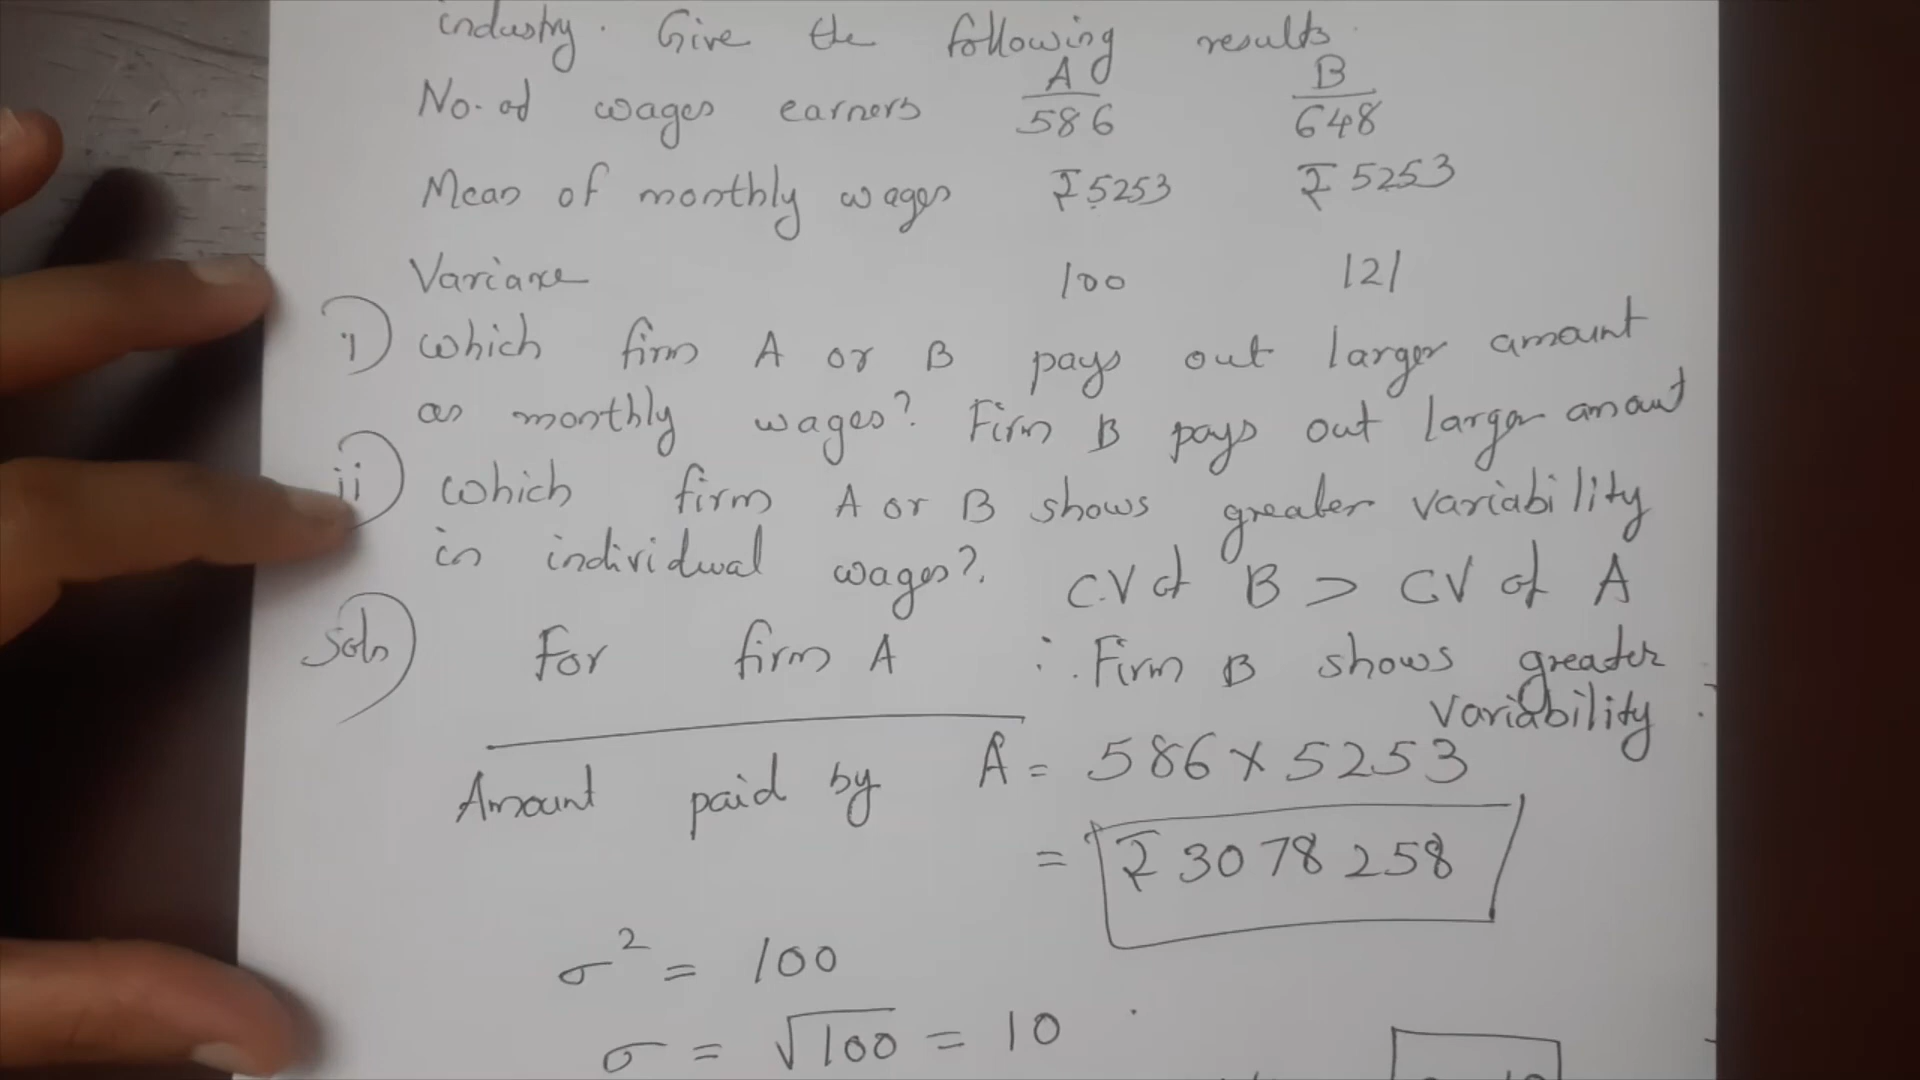 industry. Give the following results.
A B
No. of wages earners 586 648
Mean of monthly wages ₹5253 ₹5253
Variance 100 121
i) which firm A or B pays out larger amount
as monthly wages? Firm B pays out larger amount
ii) which firm A or B shows greater variability
in individual wages? C.V of B > CV of A
Soln) For firm A ∴ Firm B shows greater
variability.
Amount paid by A = 586 × 5253
= ₹3078258
σ² = 100
σ = √100 = 10